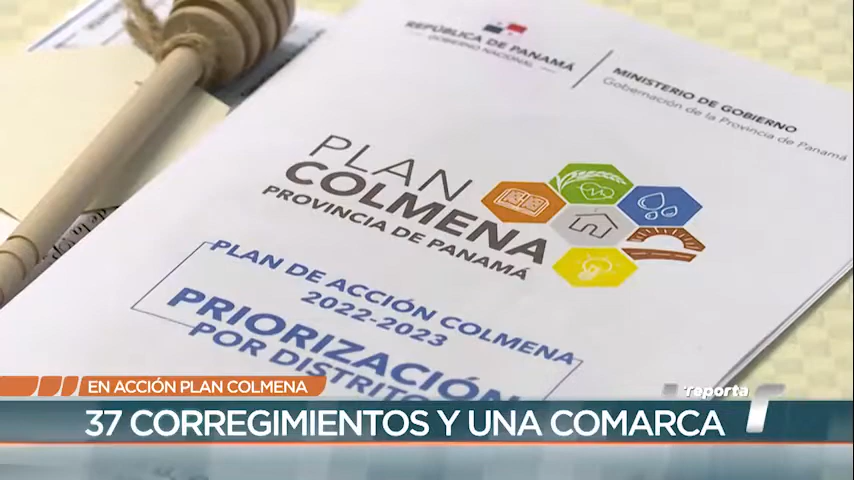 REPÚBLICA DE PANAMÁ
GOBIERNO NACIONAL
MINISTERIO DE GOBIERNO
Gobernación de la Provincia de Panamá
PLAN
COLMENA
PROVINCIA DE PANAMÁ
PLAN DE ACCIÓN COLMENA
2022-2023
PRIORIZACIÓN
POR DISTRITO
EN ACCIÓN PLAN COLMENA
reporta
37 CORREGIMIENTOS Y UNA COMARCA